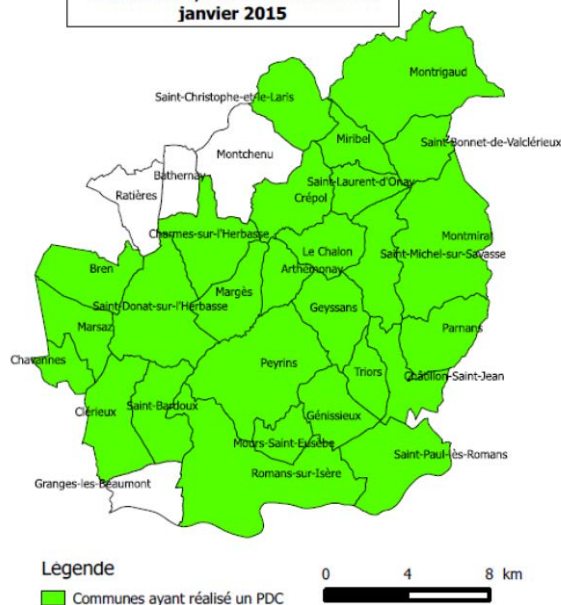 janvier 2015
Montrigaud
Saint-Christophe-et-le-Laris
Miribel
Saint-Bonnet-de-Valclérieux
Montchenu
Bathernay
Saint-Laurent-d'Onay
Ratières
Crépol
Charmes-sur-l'Herbasse
Montmiral
Le Chalon
Saint-Michel-sur-Savasse
Bren
Arthémonay
Margès
Saint-Donat-sur-l'Herbasse
Geyssans
Marsaz
Parnans
Chavannes
Peyrins
Triors
Châtillon-Saint-Jean
Clérieux
Saint-Bardoux
Génissieux
Mours-Saint-Eusèbe
Saint-Paul-lès-Romans
Romans-sur-Isère
Granges-les-Beaumont
Légende
Communes ayant réalisé un PDC
0 4 8 km